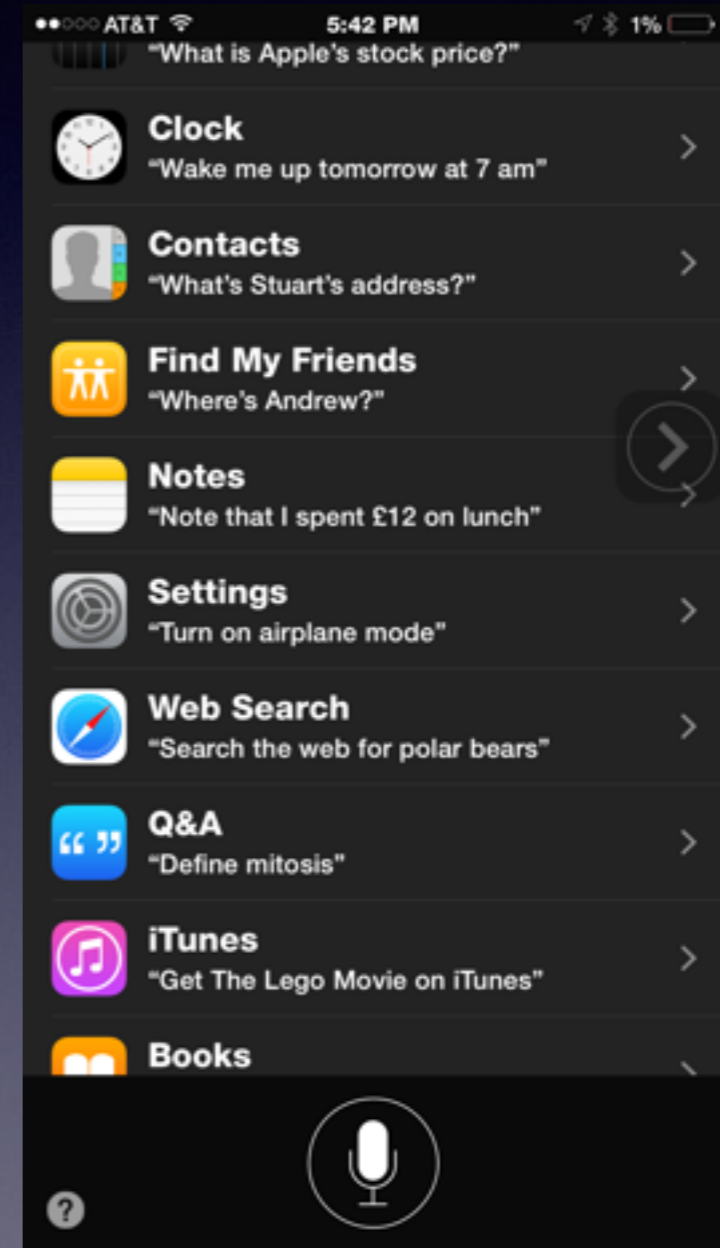 AT&T 5:42 PM 1%
“What is Apple’s stock price?”
Clock
“Wake me up tomorrow at 7 am”
Contacts
“What’s Stuart’s address?”
Find My Friends
“Where’s Andrew?”
Notes
“Note that I spent £12 on lunch”
Settings
“Turn on airplane mode”
Web Search
“Search the web for polar bears”
Q&A
“Define mitosis”
iTunes
“Get The Lego Movie on iTunes”
Books
?